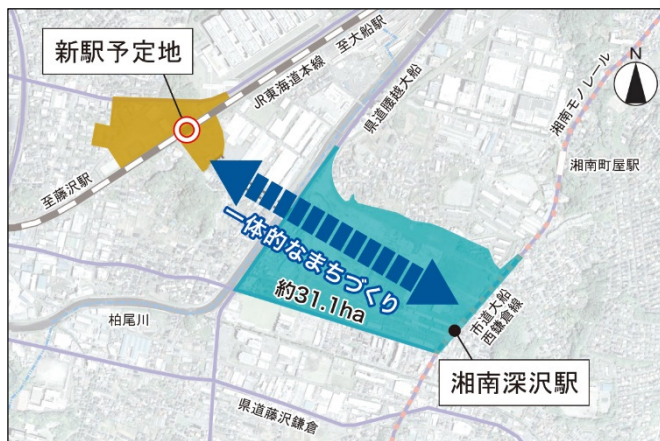 新駅予定地
至大船駅
JR東海道本線
至藤沢駅
県道腰越大船
湘南モノレール
N
湘南町屋駅
一体的なまちづくり
約31.1ha
柏尾川
市道大船
西鎌倉線
湘南深沢駅
県道藤沢鎌倉